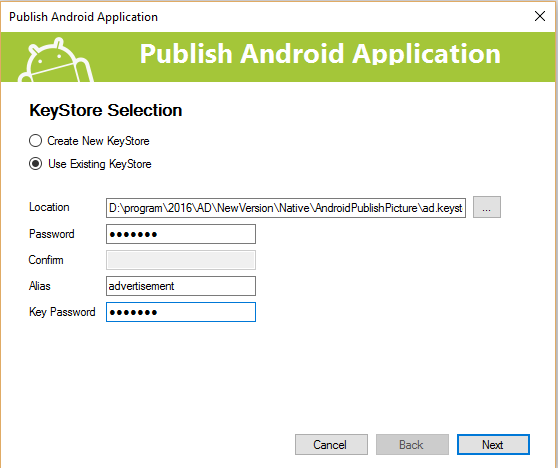 Publish Android Application
Publish Android Application
KeyStore Selection
Create New KeyStore
Use Existing KeyStore
Location D:\program\2016\AD\NewVersion\Native\AndroidPublishPicture\ad.keyst ...
Password ●●●●●●●
Confirm
Alias advertisement
Key Password ●●●●●●●
Cancel Back Next